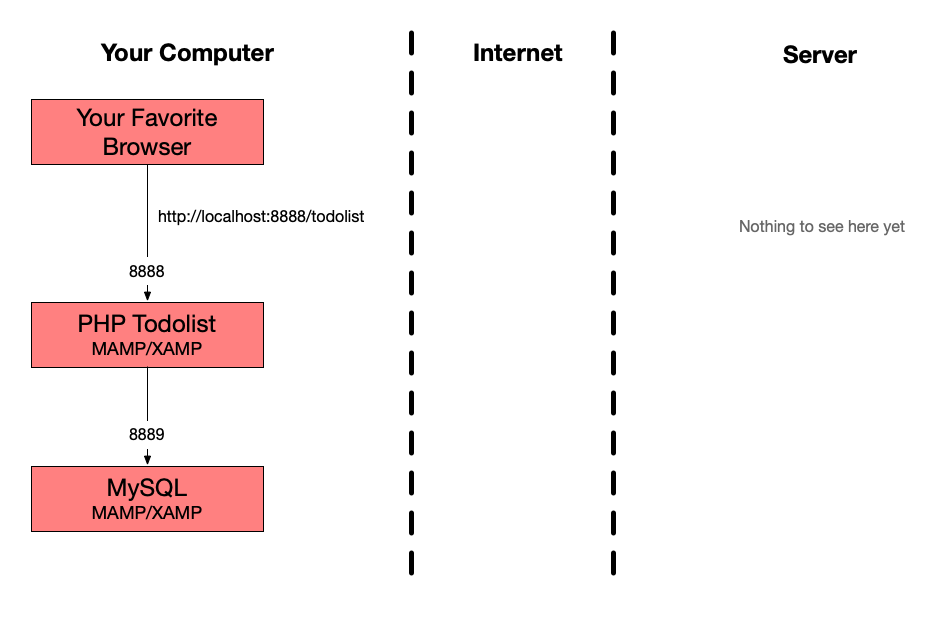 Your Computer
Internet
Server
Your Favorite
Browser
http://localhost:8888/todolist
Nothing to see here yet
8888
PHP Todolist
MAMP/XAMP
8889
MySQL
MAMP/XAMP